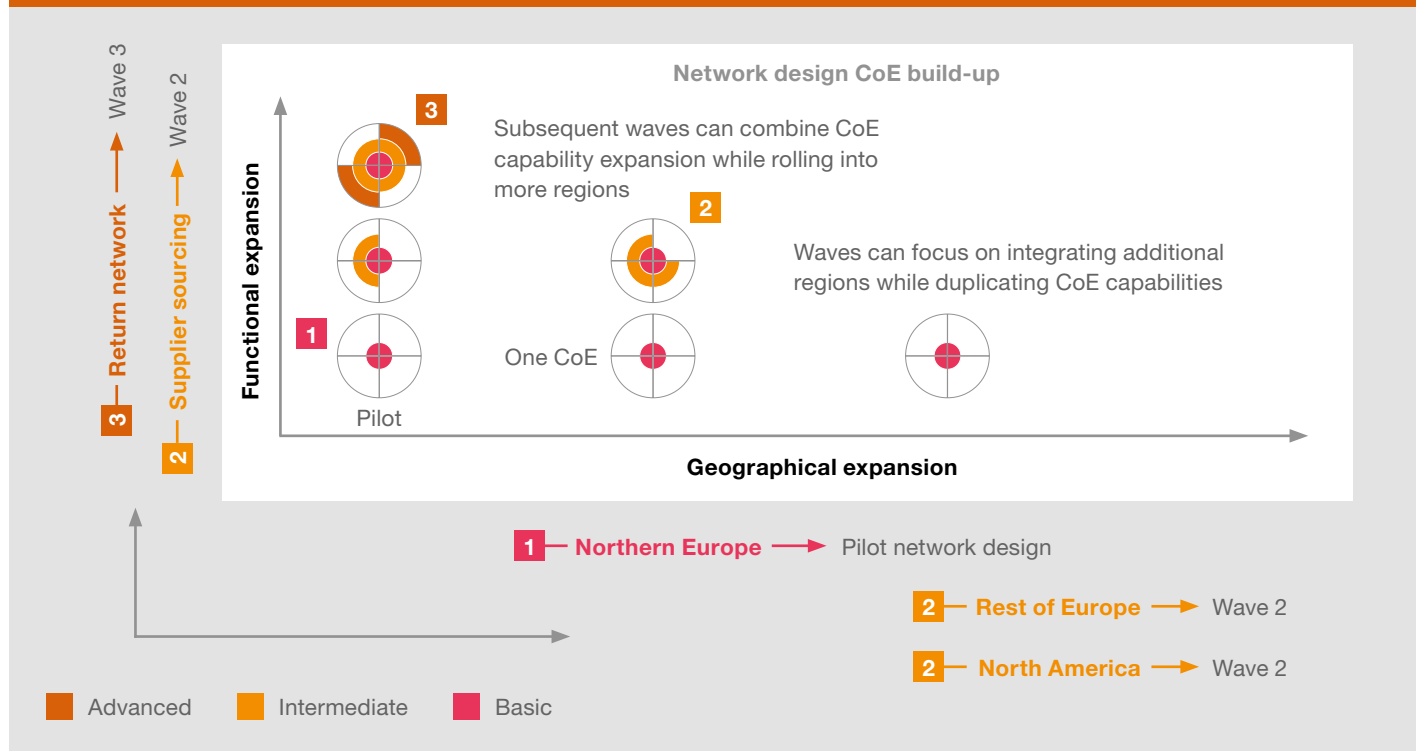 Network design CoE build-up
Wave 3
Return network
3
Wave 2
Supplier sourcing
2
Functional expansion
3
Subsequent waves can combine CoE
capability expansion while rolling into
more regions
2
Waves can focus on integrating additional
regions while duplicating CoE capabilities
1
One CoE
Pilot
Geographical expansion
1 Northern Europe Pilot network design
2 Rest of Europe Wave 2
2 North America Wave 2
Advanced Intermediate Basic